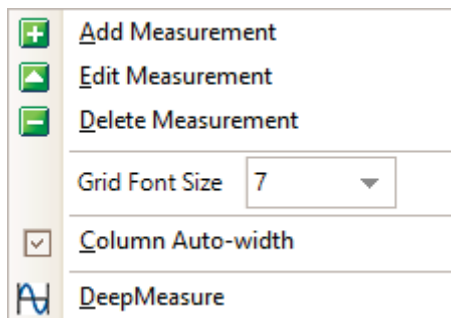 Add Measurement
Edit Measurement
Delete Measurement
Grid Font Size 7
Column Auto-width
DeepMeasure